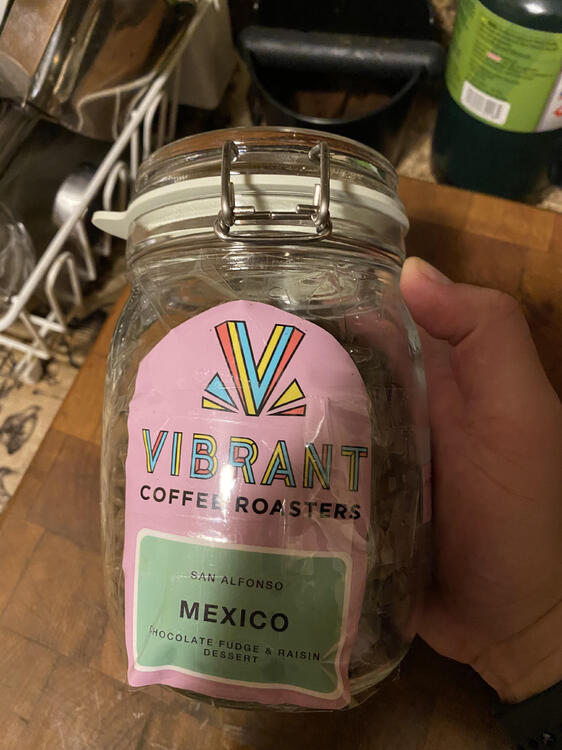 VIBRANT
COFFEE ROASTERS
SAN ALFONSO
MEXICO
CHOCOLATE FUDGE & RAISIN
DESSERT